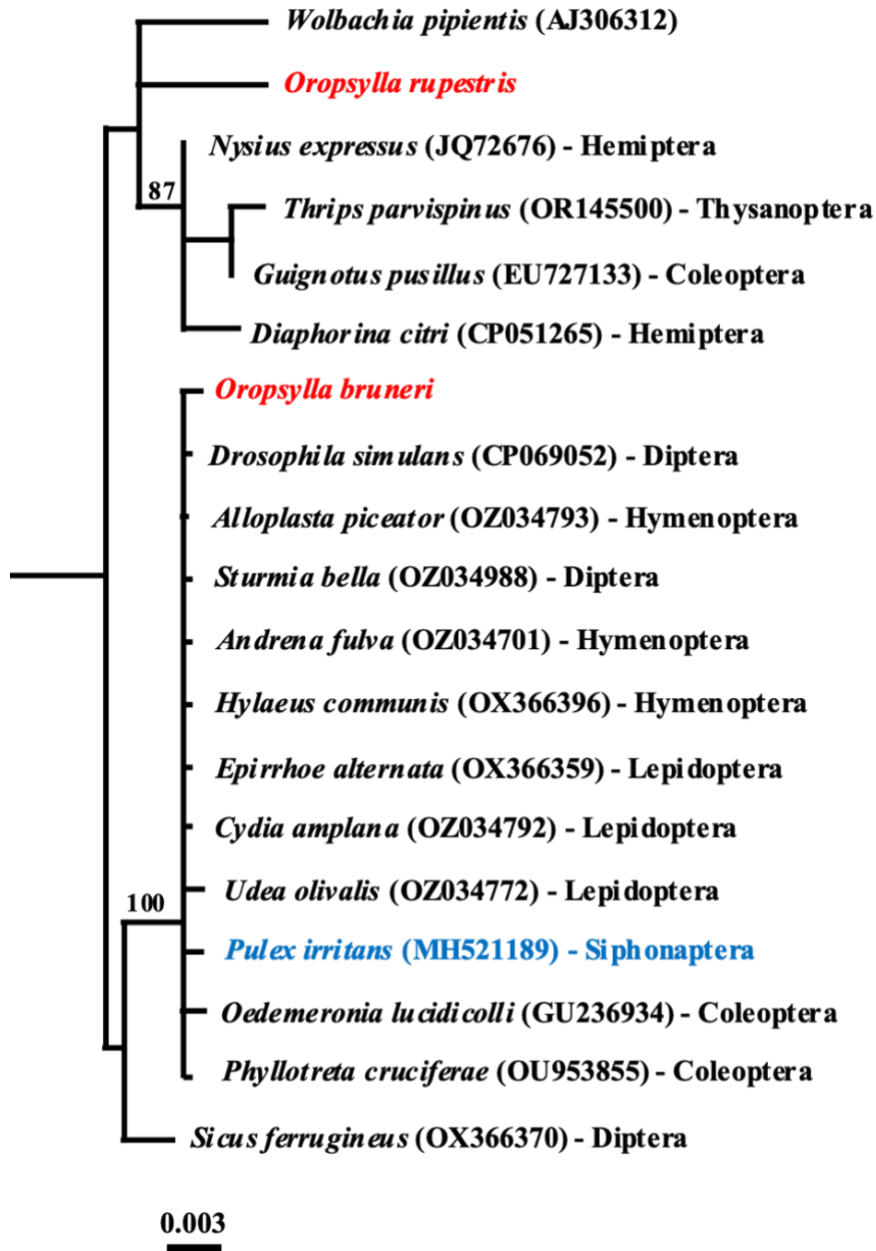 Wolbachia pipientis (AJ306312)
Oropsylla rupestris
Nysius expressus (JQ72676) - Hemiptera
87
Thrips parvispinus (OR145500) - Thysanoptera
Guignotus pusillus (EU727133) - Coleoptera
Diaphorina citri (CP051265) - Hemiptera
Oropsylla bruneri
Drosophila simulans (CP069052) - Diptera
Alloplasta piceator (OZ034793) - Hymenoptera
Sturmia bella (OZ034988) - Diptera
Andrena fulva (OZ034701) - Hymenoptera
Hylaeus communis (OX366396) - Hymenoptera
Epirrhoe alternata (OX366359) - Lepidoptera
Cydia amplana (OZ034792) - Lepidoptera
Udea olivalis (OZ034772) - Lepidoptera
100
Pulex irritans (MH521189) - Siphonaptera
Oedemeronia lucidicolli (GU236934) - Coleoptera
Phyllotreta cruciferae (OU953855) - Coleoptera
Sicus ferrugineus (OX366370) - Diptera
0.003